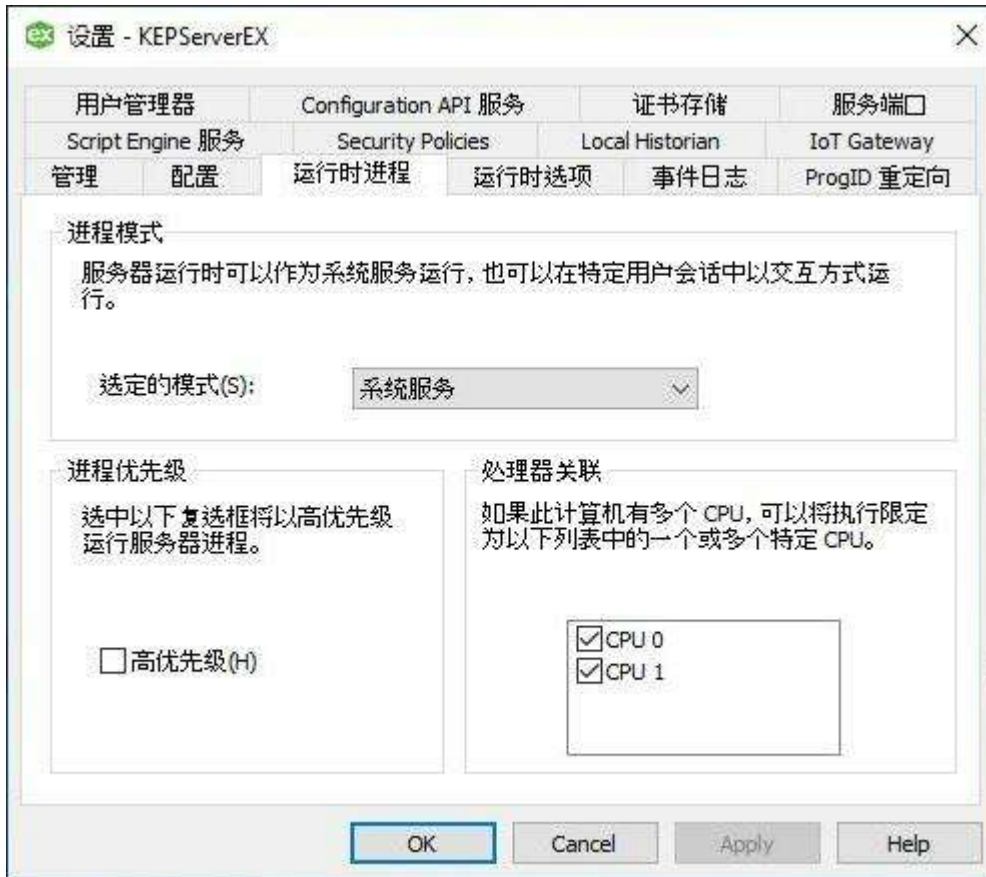 设置 - KEPServerEX
用户管理器 Configuration API 服务 证书存储 服务端口
Script Engine 服务 Security Policies Local Historian IoT Gateway
管理 配置 运行时进程 运行时选项 事件日志 ProgID 重定向
进程模式
服务器运行时可以作为系统服务运行，也可以在特定用户会话中以交互方式运
行。
选定的模式(S): 系统服务
进程优先级
选中以下复选框将以高优先级
运行服务器进程。
高优先级(H)
处理器关联
如果此计算机有多个 CPU，可以将执行限定
为以下列表中的一个或多个特定 CPU。
CPU 0
CPU 1
OK Cancel Apply Help